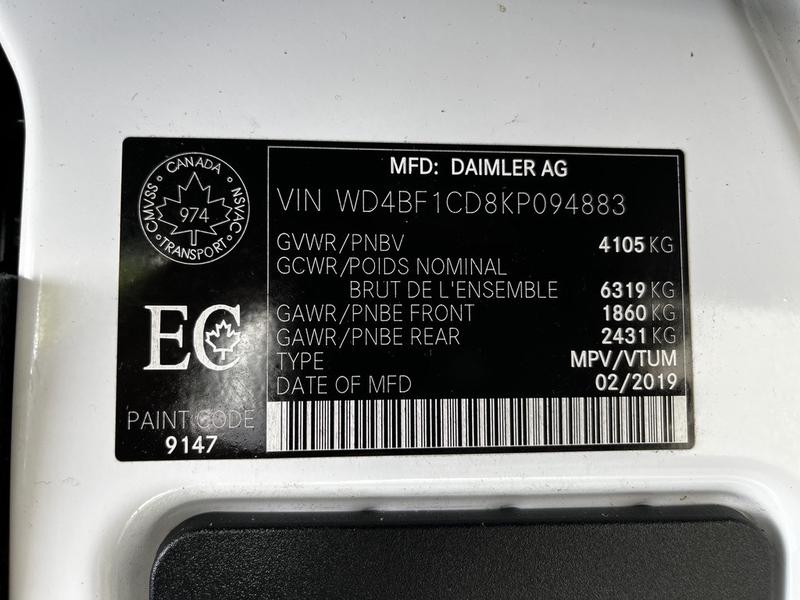 MFD: DAIMLER AG
VIN WD4BF1CD8KP094883
GVWR/PNBV 4105 KG
GCWR/POIDS NOMINAL
BRUT DE L'ENSEMBLE 6319 KG
GAWR/PNBE FRONT 1860 KG
GAWR/PNBE REAR 2431 KG
TYPE MPV/VTUM
DATE OF MFD 02/2019
CANADA
CMVSS
974
NSVAC
TRANSPORT
EC
PAINT CODE
9147